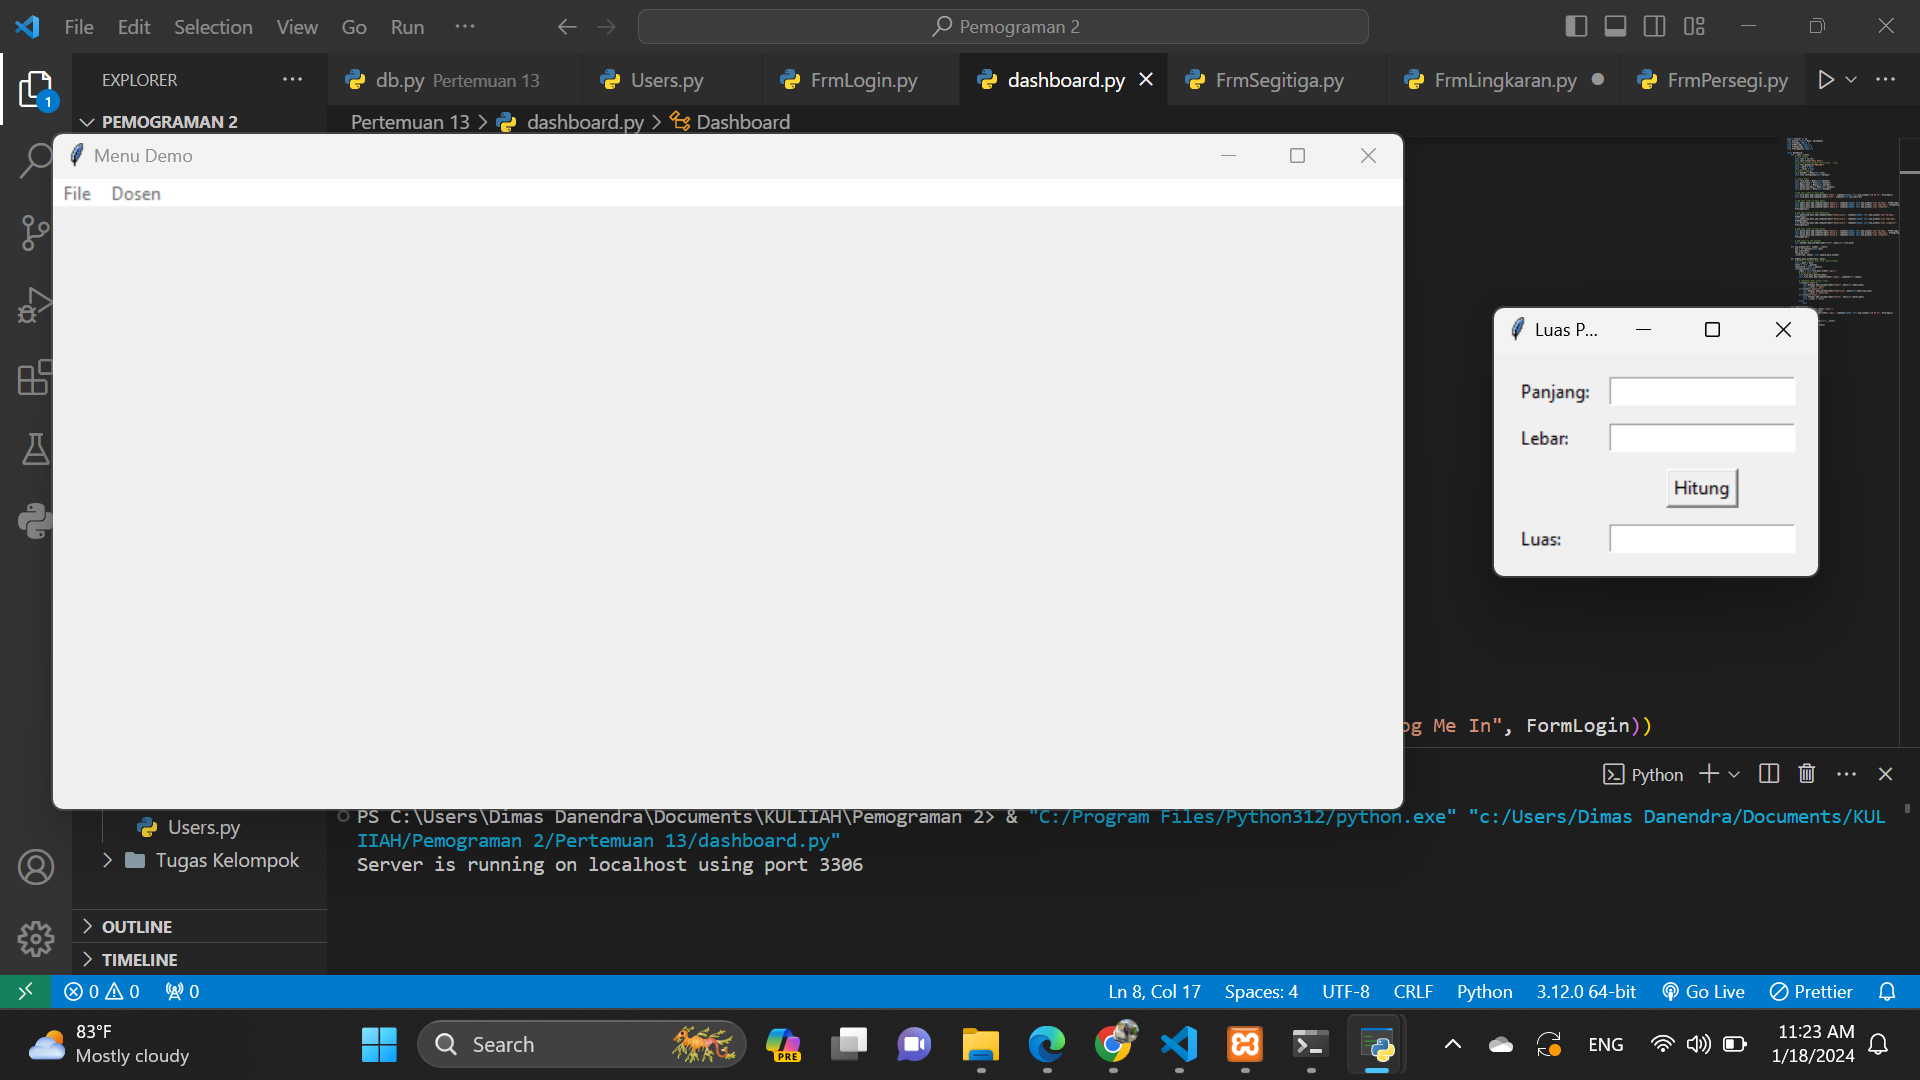 File Edit Selection View Go Run ···
Pemograman 2
EXPLORER ···
db.py Pertemuan 13
Users.py
FrmLogin.py
dashboard.py
FrmSegitiga.py
FrmLingkaran.py
FrmPersegi.py
1
PEMOGRAMAN 2
Pertemuan 13 > dashboard.py > Dashboard
Menu Demo
File Dosen
Luas P...
Panjang:
Lebar:
Hitung
Luas:
Me In", FormLogin))
Python
PS C:\Users\Dimas Danendra\Documents\KULIIAH\Pemograman 2> & "C:/Program Files/Python312/python.exe" "c:/Users/Dimas Danendra/Documents/KUL
IIAH/Pemograman 2/Pertemuan 13/dashboard.py"
Server is running on localhost using port 3306
Users.py
Tugas Kelompok
OUTLINE
TIMELINE
0 0 0
Ln 8, Col 17 Spaces: 4 UTF-8 CRLF Python 3.12.0 64-bit Go Live Prettier
83°F
Mostly cloudy
Search
PRE
ENG
11:23 AM
1/18/2024